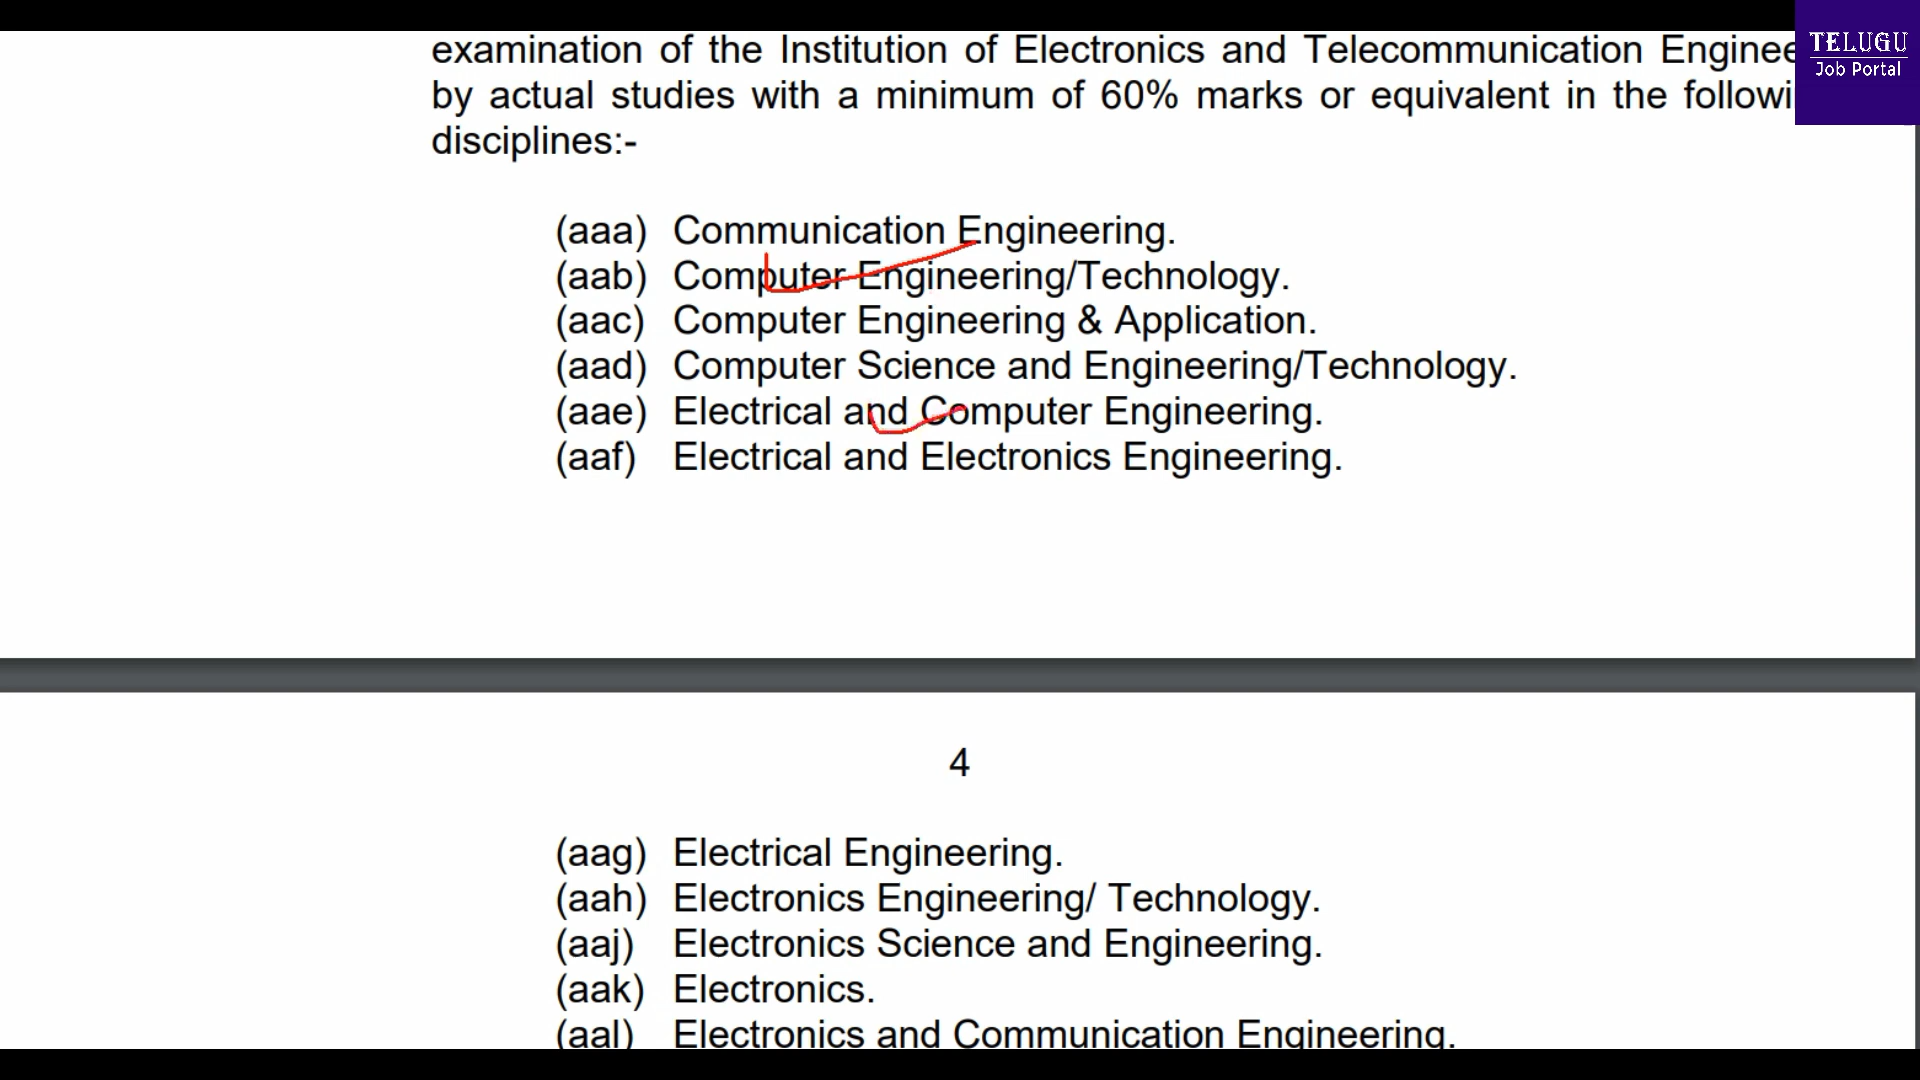 examination of the Institution of Electronics and Telecommunication Enginee
TELUGU
Job Portal
by actual studies with a minimum of 60% marks or equivalent in the followi
disciplines:-
(aaa) Communication Engineering.
(aab) Computer Engineering/Technology.
(aac) Computer Engineering & Application.
(aad) Computer Science and Engineering/Technology.
(aae) Electrical and Computer Engineering.
(aaf) Electrical and Electronics Engineering.
4
(aag) Electrical Engineering.
(aah) Electronics Engineering/ Technology.
(aaj) Electronics Science and Engineering.
(aak) Electronics.
(aal) Electronics and Communication Engineering.